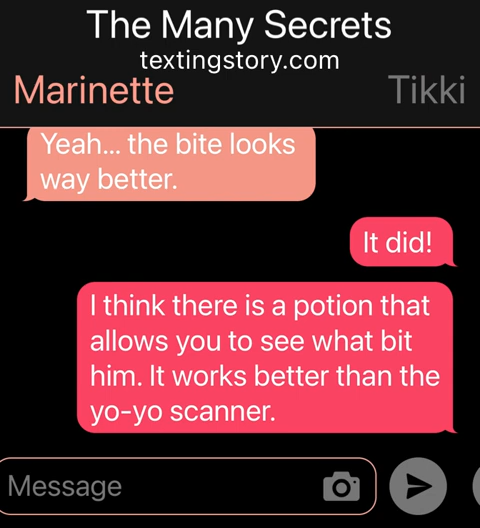 The Many Secrets
textingstory.com
Marinette
Tikki
Yeah... the bite looks
way better.
It did!
I think there is a potion that
allows you to see what bit
him. It works better than the
yo-yo scanner.
Message